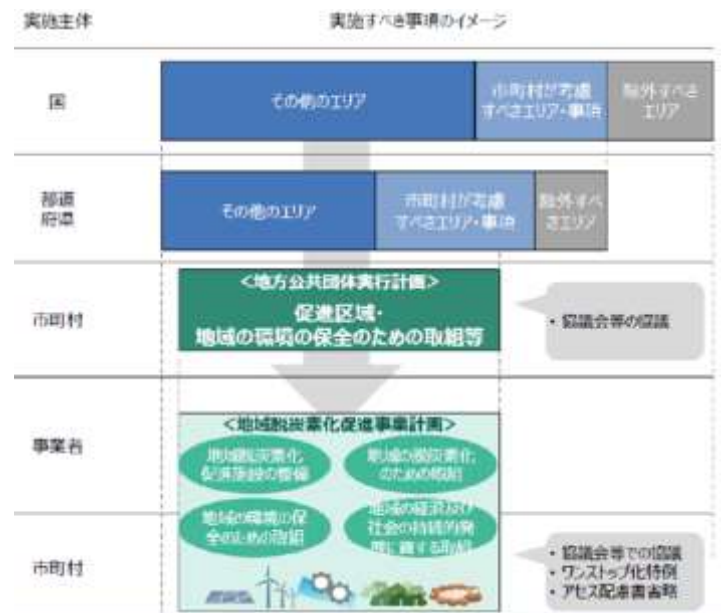 実施主体
実施すべき事項のイメージ
国
その他のエリア
市町村が考慮
すべきエリア・事項
除外すべき
エリア
都道
府県
その他のエリア
市町村が考慮
すべきエリア・事項
除外すべ
きエリア
市町村
＜地方公共団体実行計画＞
促進区域・
地域の環境の保全のための取組等
・ 協議会等の協議
事業者
＜地域脱炭素化促進事業計画＞
地域脱炭素化
促進施設の整備
地域の脱炭素化
のための取組
地域の環境の保
全のための取組
地域の経済及び
社会の持続的発
展に資する取組
市町村
・ 協議会等での協議
・ ワンストップ化特例
・ アセス配慮書省略